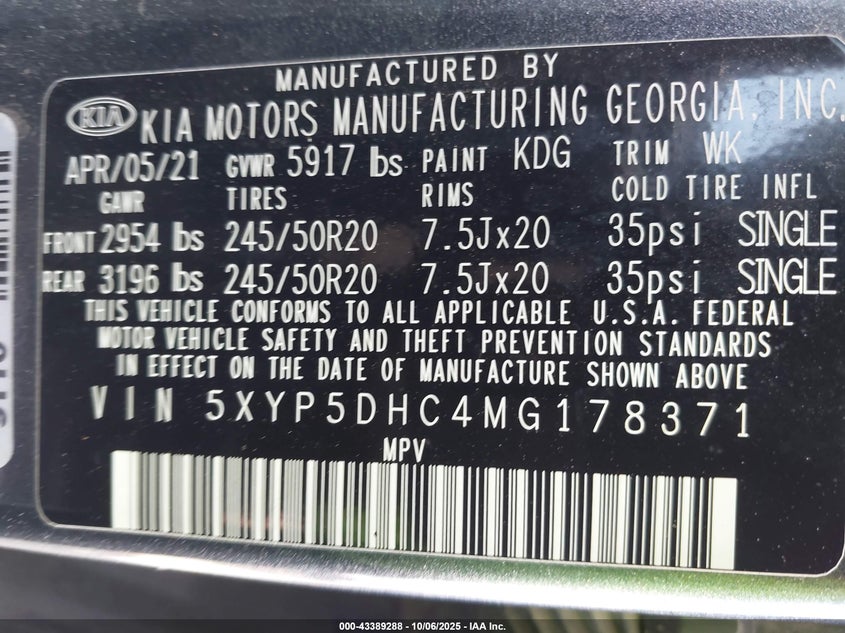 MANUFACTURED BY
KIA KIA MOTORS MANUFACTURING GEORGIA, INC.
APR/05/21 GVWR 5917 lbs PAINT KDG TRIM WK
GAWR TIRES RIMS COLD TIRE INFL
FRONT 2954 lbs 245/50R20 7.5Jx20 35psi SINGLE
REAR 3196 lbs 245/50R20 7.5Jx20 35psi SINGLE
THIS VEHICLE CONFORMS TO ALL APPLICABLE U.S.A. FEDERAL
MOTOR VEHICLE SAFETY AND THEFT PREVENTION STANDARDS
IN EFFECT ON THE DATE OF MANUFACTURE SHOWN ABOVE
VIN 5XYP5DHC4MG178371
MPV
000-43389288 - 10/06/2025 - IAA Inc.